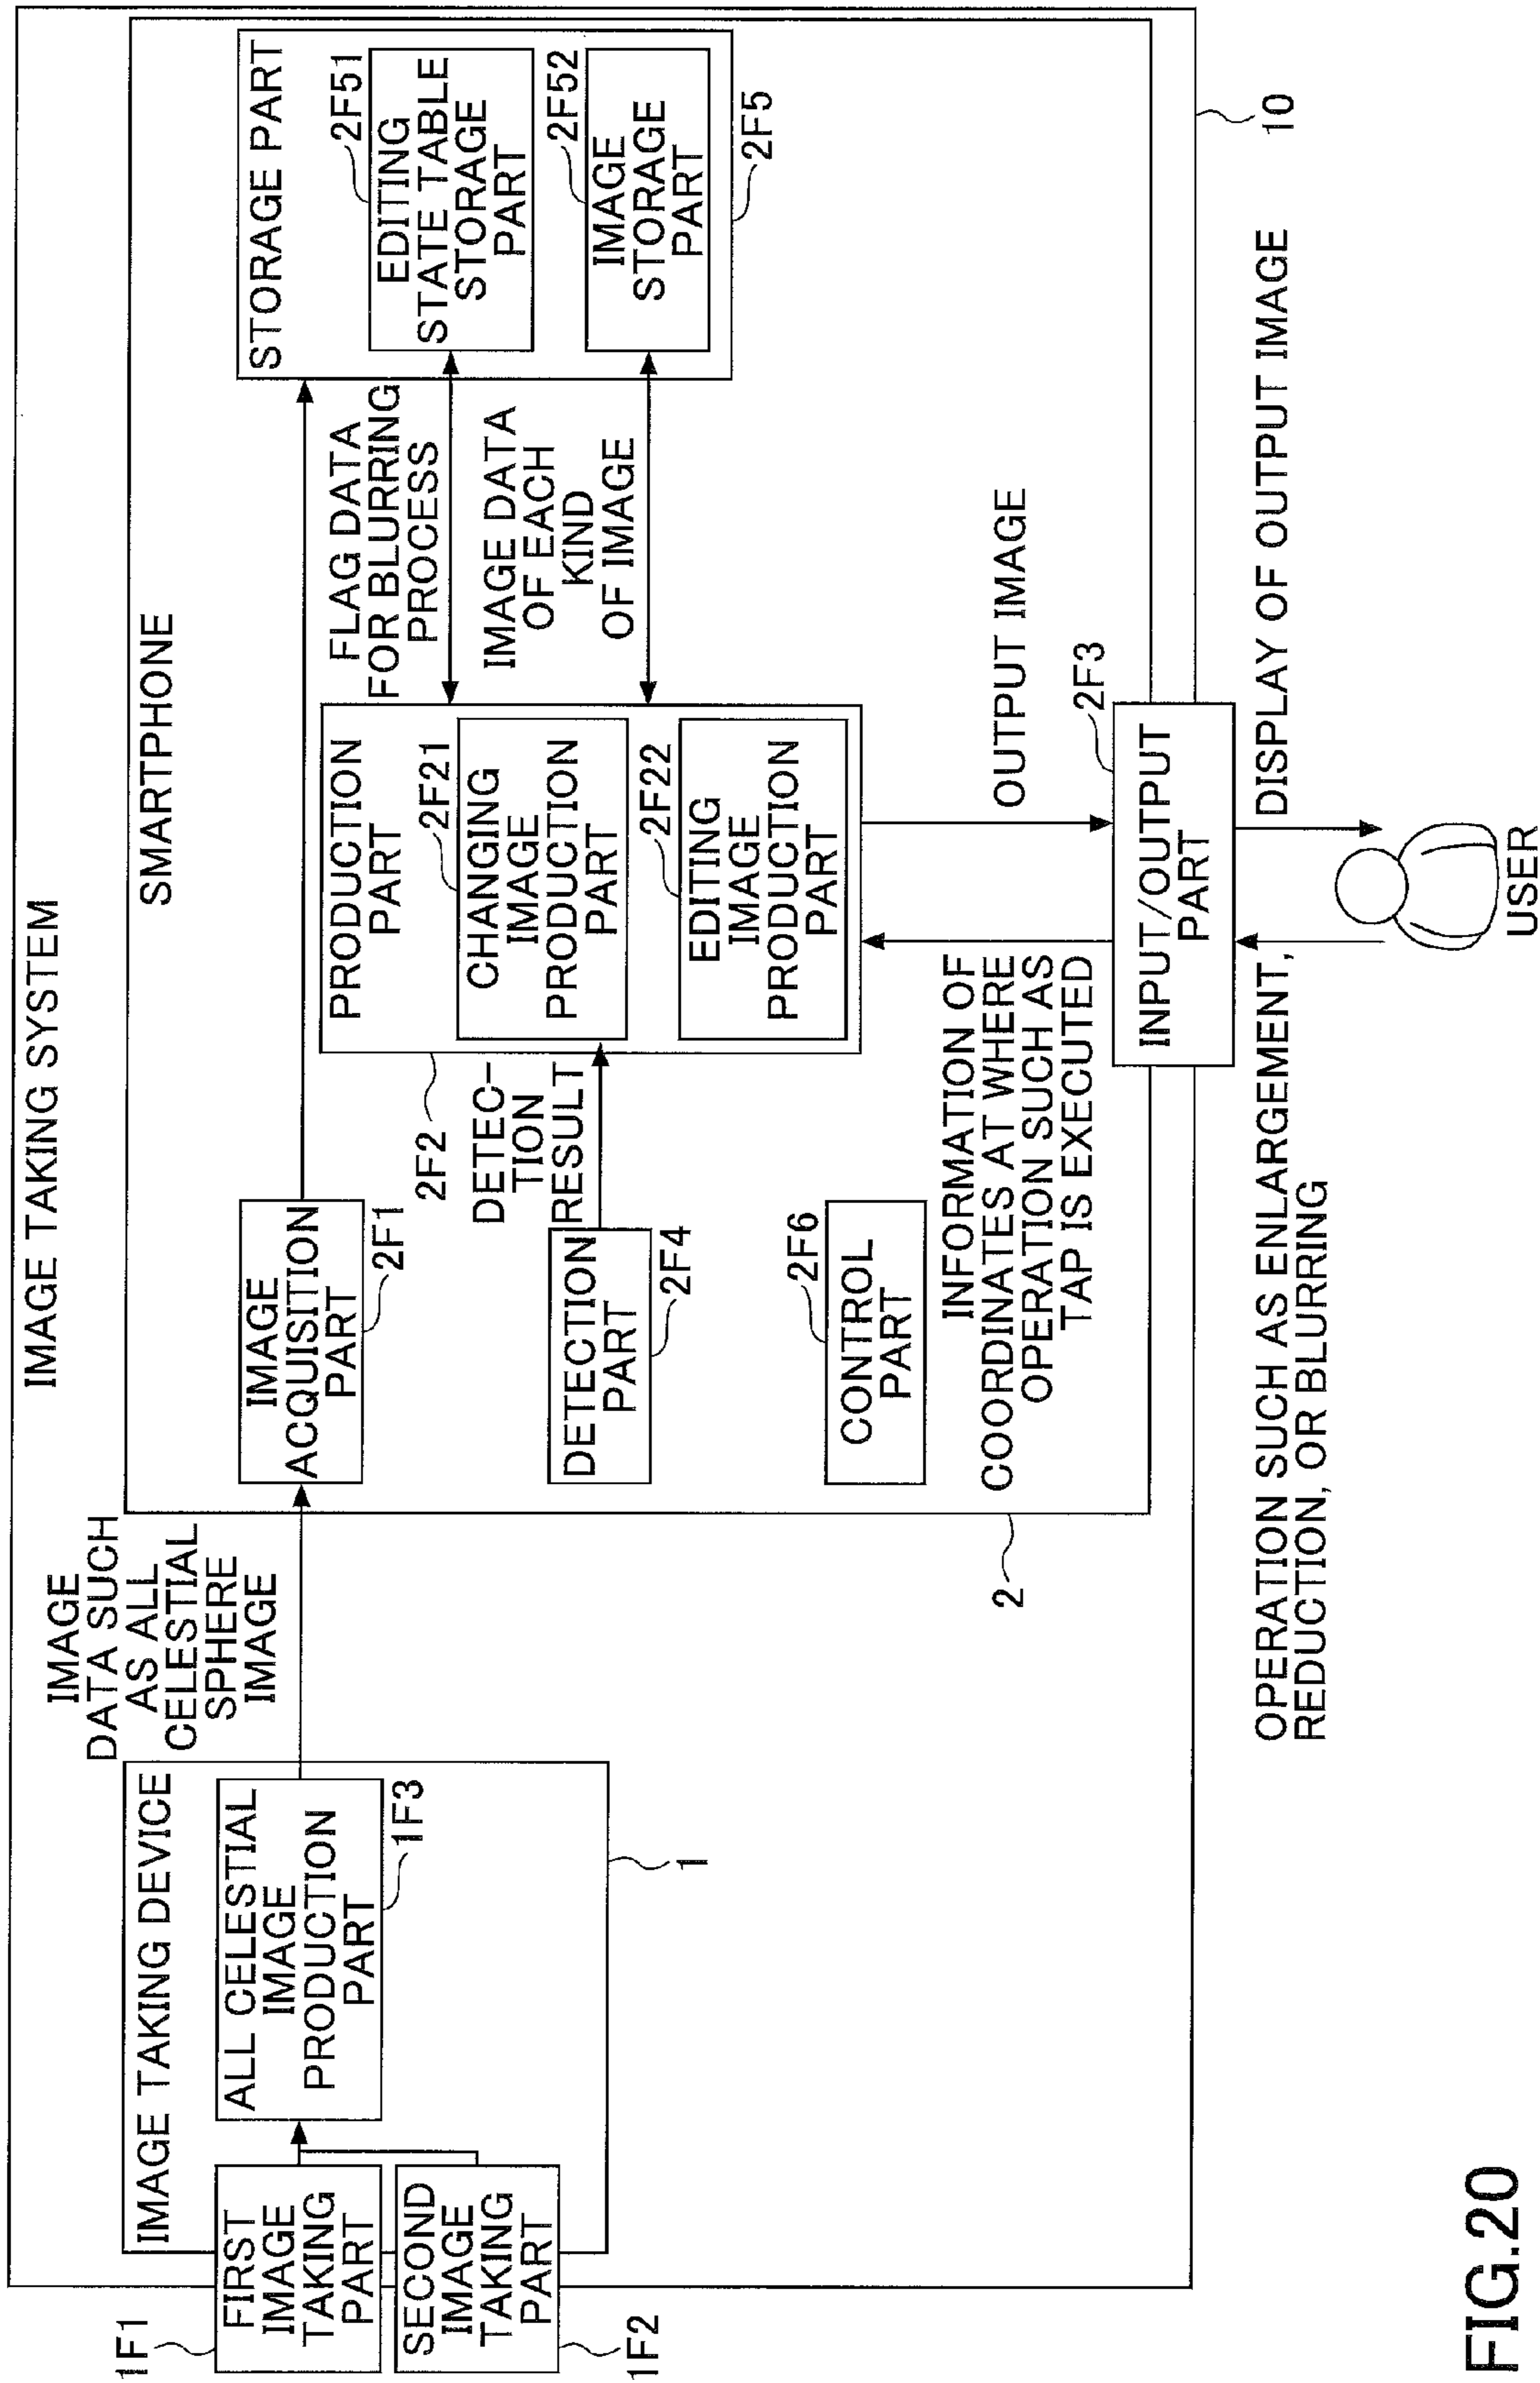 IMAGE TAKING SYSTEM
IMAGE TAKING DEVICE
1F1
FIRST
IMAGE
TAKING
PART
SECOND
IMAGE
TAKING
PART
1F2
ALL CELESTIAL
IMAGE
PRODUCTION
PART
1F3
1
IMAGE
DATA SUCH
AS ALL
CELESTIAL
SPHERE
IMAGE
SMARTPHONE
IMAGE
ACQUISITION
PART
2F1
DETECTION
PART
2F4
DETEC-
TION
RESULT
2F6
CONTROL
PART
2
2F2
PRODUCTION
PART
2F21
CHANGING
IMAGE
PRODUCTION
PART
2F22
EDITING
IMAGE
PRODUCTION
PART
FLAG DATA
FOR BLURRING
PROCESS
IMAGE DATA
OF EACH
KIND
OF IMAGE
STORAGE PART
2F51
EDITING
STATE TABLE
STORAGE
PART
2F52
IMAGE
STORAGE
PART
2F5
INFORMATION OF
COORDINATES AT WHERE
OPERATION SUCH AS
TAP IS EXECUTED
OUTPUT IMAGE
2F3
INPUT/OUTPUT
PART
10
OPERATION SUCH AS ENLARGEMENT,
REDUCTION, OR BLURRING
DISPLAY OF OUTPUT IMAGE
USER
FIG.20